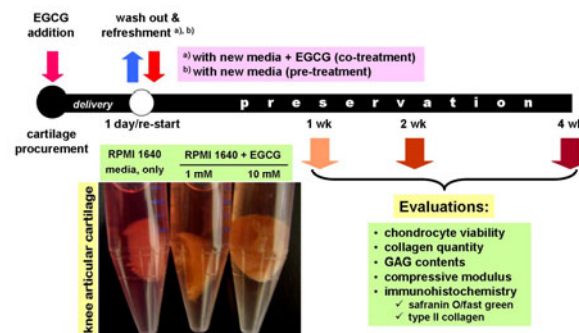 EGCG
addition
wash out &
refreshment a), b)
a) with new media + EGCG (co-treatment)
b) with new media (pre-treatment)
delivery
preservation
cartilage
procurement
1 day/re-start
1 wk
2 wk
4 wk
RPMI 1640
media, only
RPMI 1640 + EGCG
1 mM
10 mM
knee articular cartilage
Evaluations:
• chondrocyte viability
• collagen quantity
• GAG contents
• compressive modulus
• immunohistochemistry
✓ safranin O/fast green
✓ type II collagen